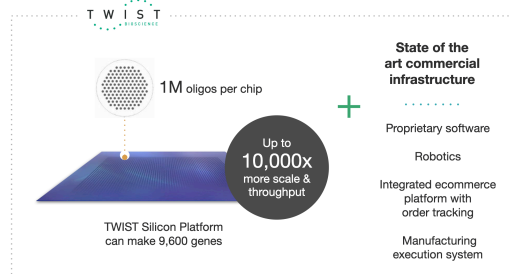 TWIST
BIOSCIENCE
1M oligos per chip
Up to
10,000x
more scale &
throughput
TWIST Silicon Platform
can make 9,600 genes
+
State of the
art commercial
infrastructure
Proprietary software
Robotics
Integrated ecommerce
platform with
order tracking
Manufacturing
execution system